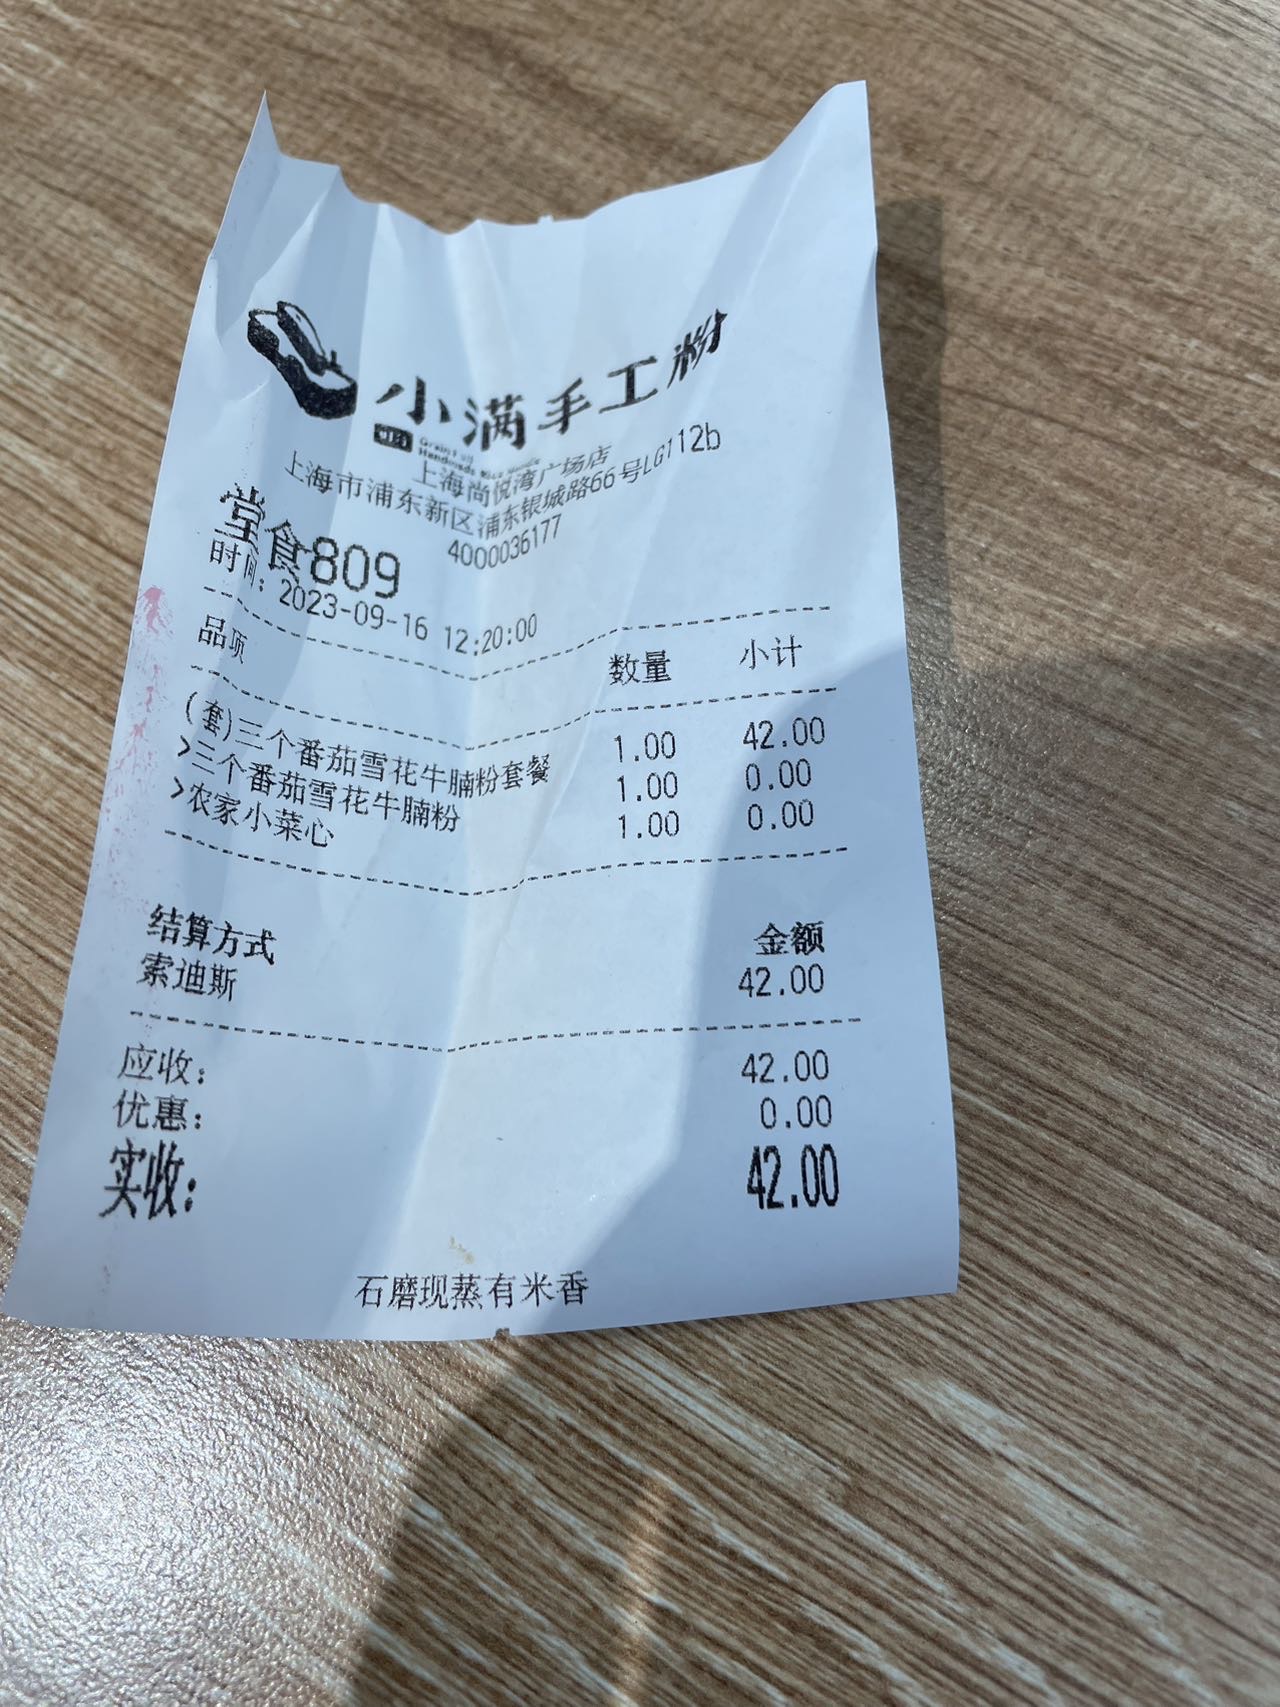 小满手工粉
上海尚悦湾广场店
上海市浦东新区浦东银城路66号LG112b
4000036177
堂食809
时间：2023-09-16 12:20:00
品项 数量 小计
(套)三个番茄雪花牛腩粉套餐 1.00 42.00
>三个番茄雪花牛腩粉 1.00 0.00
>农家小菜心 1.00 0.00
结算方式 金额
索迪斯 42.00
应收： 42.00
优惠： 0.00
实收： 42.00
石磨现蒸有米香